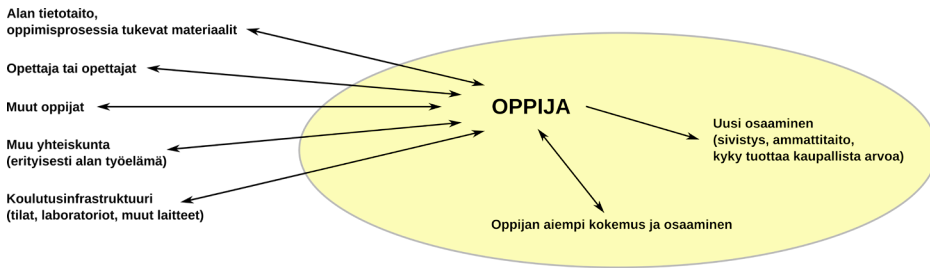 Alan tietotaito,
oppimisprosessia tukevat materiaalit
Opettaja tai opettajat
Muut oppijat
Muu yhteiskunta
(erityisesti alan työelämä)
Koulutusinfrastruktuuri
(tilat, laboratoriot, muut laitteet)
OPPIJA
Uusi osaaminen
(sivistys, ammattitaito,
kyky tuottaa kaupallista arvoa)
Oppijan aiempi kokemus ja osaaminen